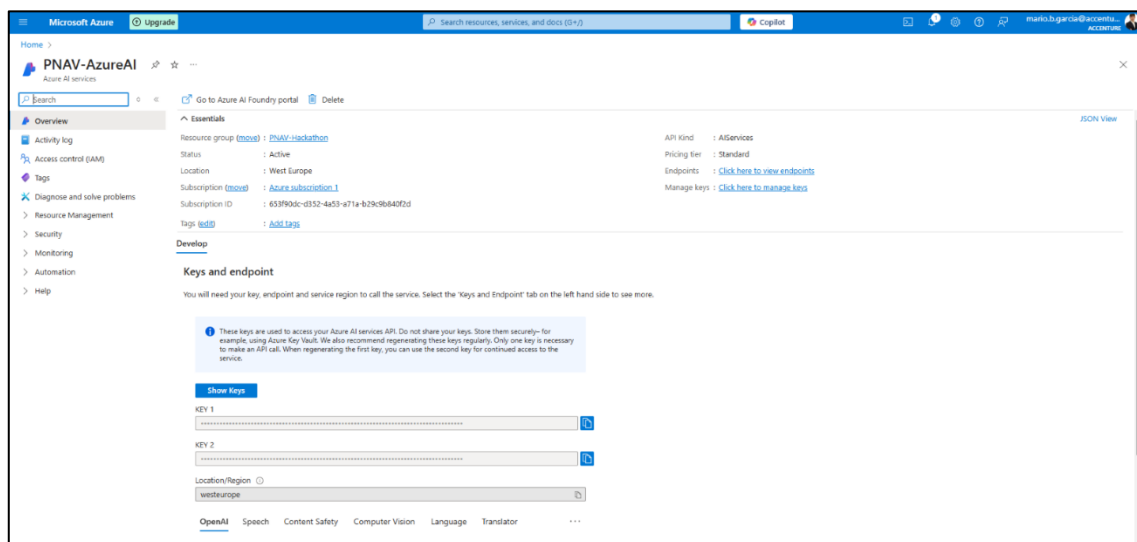 Microsoft Azure
Upgrade
Search resources, services, and docs (G+/)
Copilot
1
mario.b.garcia@accentu...
ACCENTURE
Home >
PNAV-AzureAI
Azure AI services
Search
Go to Azure AI Foundry portal
Delete
Overview
Activity log
Access control (IAM)
Tags
Diagnose and solve problems
Resource Management
Security
Monitoring
Automation
Help
Essentials
JSON View
Resource group (move) : PNAV-Hackathon
Status : Active
Location : West Europe
Subscription (move) : Azure subscription 1
Subscription ID : 653f90dc-d352-4a53-a71a-b29c9b840f2d
Tags (edit) : Add tags
API Kind : AIServices
Pricing tier : Standard
Endpoints : Click here to view endpoints
Manage keys : Click here to manage keys
Develop
Keys and endpoint
You will need your key, endpoint and service region to call the service. Select the 'Keys and Endpoint' tab on the left hand side to see more.
These keys are used to access your Azure AI services API. Do not share your keys. Store them securely– for
example, using Azure Key Vault. We also recommend regenerating these keys regularly. Only one key is necessary
to make an API call. When regenerating the first key, you can use the second key for continued access to the
service.
Show Keys
KEY 1
KEY 2
Location/Region
westeurope
OpenAI Speech Content Safety Computer Vision Language Translator ...